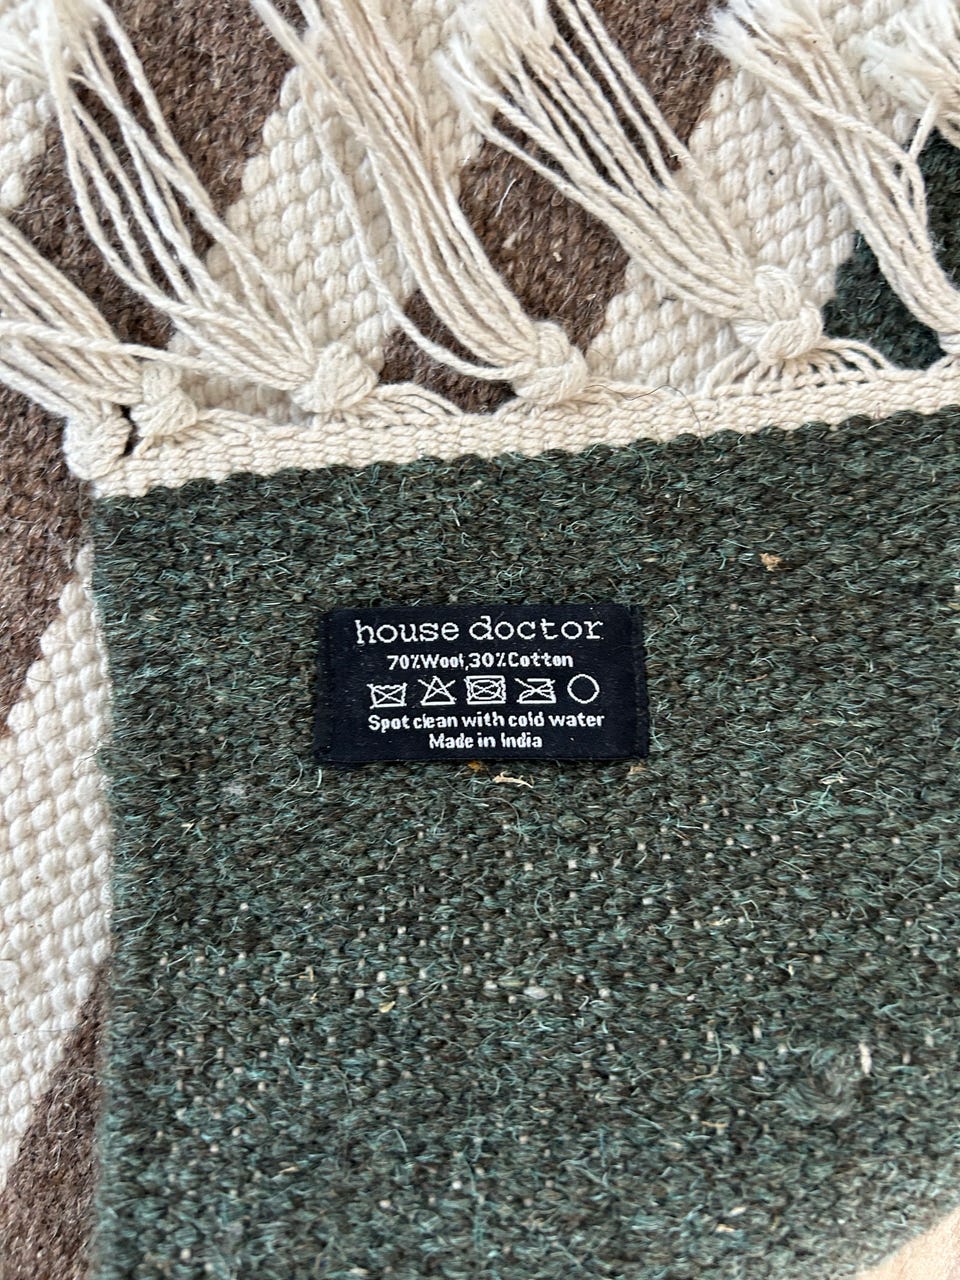 house doctor
70%Wool,30%Cotton
Spot clean with cold water
Made in India